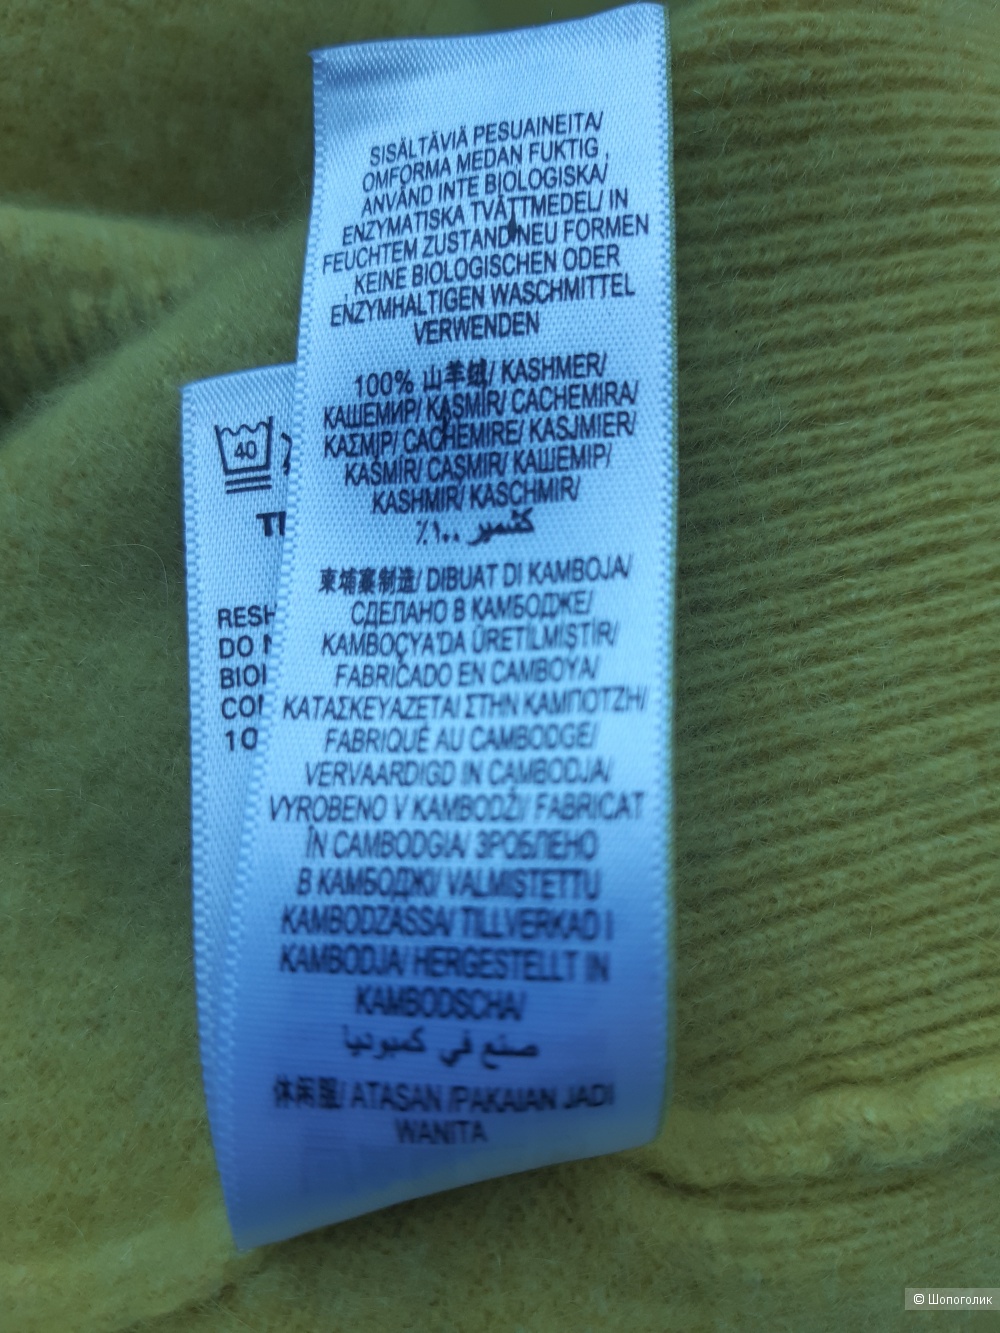 SISÄLTÄVIÄ PESUAINEITA/
OMFORMA MEDAN FUKTIG ,
ANVÄND INTE BIOLOGISKA/
ENZYMATISKA TVÄTTMEDEL/ IN
FEUCHTEM ZUSTAND NEU FORMEN
, KEINE BIOLOGISCHEN ODER
ENZYMHALTIGEN WASCHMITTEL
VERWENDEN
100% 山羊绒/ KASHMER/
КАШЕМИР/ KAŞMİR/ CACHEMIRA/
ΚΑΣΜΙΡ/ CACHEMIRE/ KASJMIER/
KAŠMÍR/ CAȘMIR/ КАШЕМІР/
KASHMIR/ KASCHMIR/
كشمير ١٠٠٪
柬埔寨制造/ DIBUAT DI KAMBOJA/
СДЕЛАНО В КАМБОДЖЕ/
KAMBOÇYA'DA ÜRETİLMİŞTİR/
FABRICADO EN CAMBOYA/
ΚΑΤΑΣΚΕΥΑΖΕΤΑΙ ΣΤΗΝ ΚΑΜΠΟΤΖΗ/
FABRIQUÉ AU CAMBODGE/
VERVAARDIGD IN CAMBODJA/
VYROBENO V KAMBODŽI/ FABRICAT
ÎN CAMBODGIA/ ЗРОБЛЕНО
В КАМБОДЖІ/ VALMISTETTU
KAMBODZASSA/ TILLVERKAD I
KAMBODJA/ HERGESTELLT IN
KAMBODSCHA/
صنع في كمبوديا
休闲服/ ATASAN /PAKAIAN JADI
WANITA
40
RESH
DO N
BIOL
CON
10
© Шопоголик